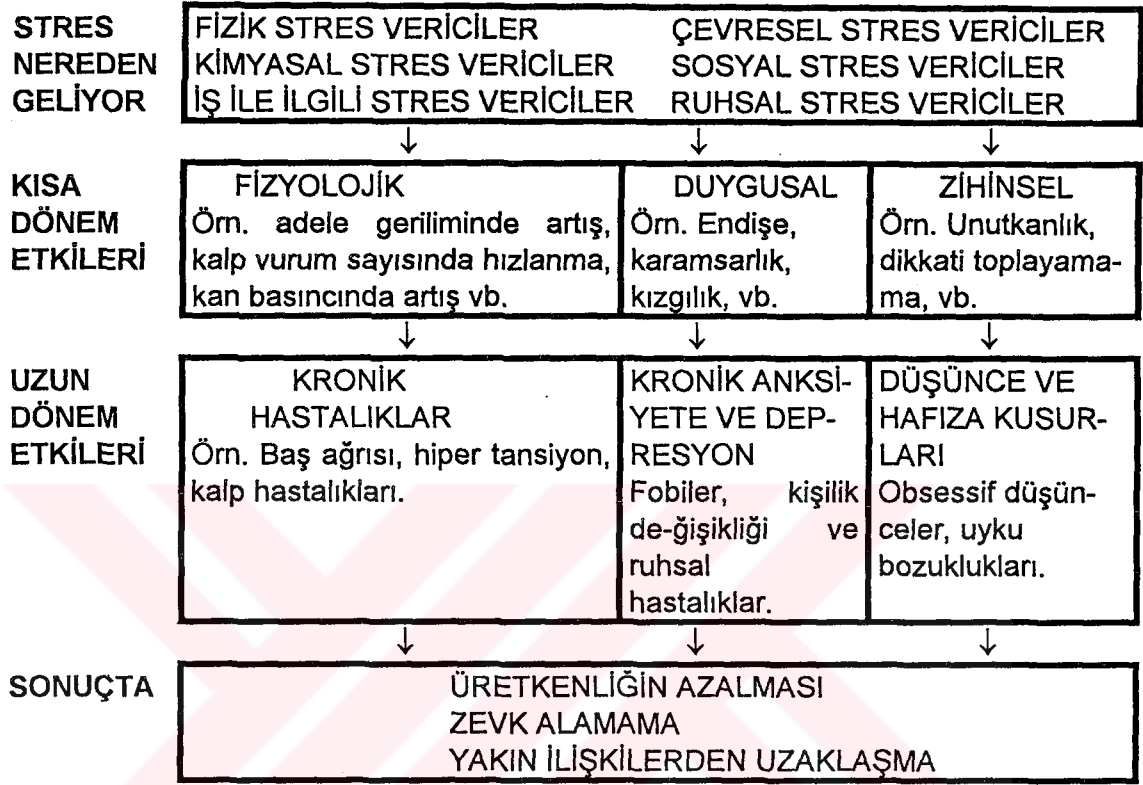 STRES NEREDEN GELİYOR
FİZİK STRES VERİCİLER
KİMYASAL STRES VERİCİLER
İŞ İLE İLGİLİ STRES VERİCİLER
ÇEVRESEL STRES VERİCİLER
SOSYAL STRES VERİCİLER
RUHSAL STRES VERİCİLER
↓ ↓ ↓
KISA
DÖNEM
ETKİLERİ
FİZYOLOJİK
Örn. adele geriliminde artış,
kalp vurum sayısında hızlanma,
kan basıncında artış vb.
DUYGUSAL
Örn. Endişe,
karamsarlık,
kızgılık, vb.
ZİHİNSEL
Örn. Unutkanlık,
dikkati toplayama-
ma, vb.
↓ ↓ ↓
UZUN
DÖNEM
ETKİLERİ
KRONİK
HASTALIKLAR
Örn. Baş ağrısı, hiper tansiyon,
kalp hastalıkları.
KRONİK ANKSİ-
YETE VE DEP-
RESYON
Fobiler, kişilik
de-ğişikliği ve
ruhsal
hastalıklar.
DÜŞÜNCE VE
HAFIZA KUSUR-
LARI
Obsessif düşün-
celer, uyku
bozuklukları.
↓ ↓ ↓
SONUÇTA
ÜRETKENLİĞİN AZALMASI
ZEVK ALAMAMA
YAKIN İLİŞKİLERDEN UZAKLAŞMA